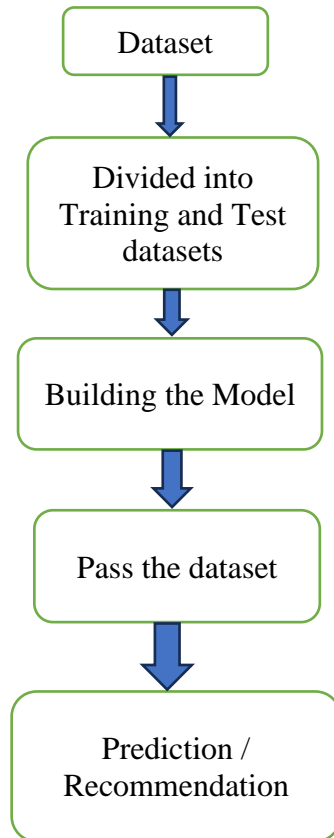 Dataset
Divided into
Training and Test
datasets
Building the Model
Pass the dataset
Prediction /
Recommendation